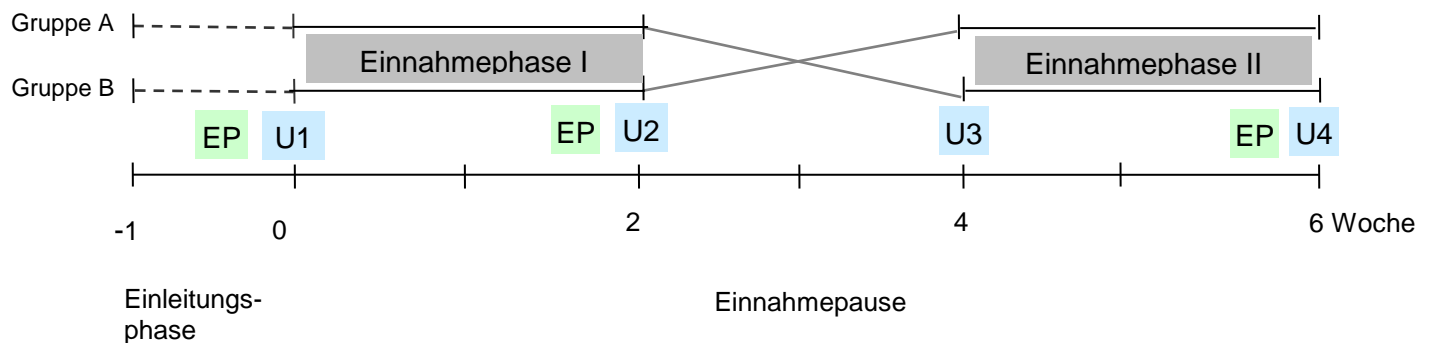 Gruppe A
Einnahmephase I
Einnahmephase II
Gruppe B
EP U1 EP U2 U3 EP U4
-1 0 2 4 6 Woche
Einleitungs-
phase
Einnahmepause